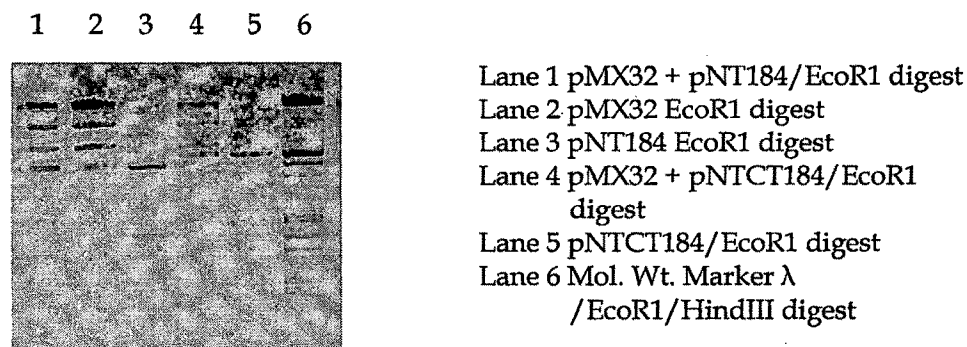 1 2 3 4 5 6
Lane 1 pMX32 + pNT184/EcoR1 digest
Lane 2 pMX32 EcoR1 digest
Lane 3 pNT184 EcoR1 digest
Lane 4 pMX32 + pNTCT184/EcoR1
digest
Lane 5 pNTCT184/EcoR1 digest
Lane 6 Mol. Wt. Marker λ
/EcoR1/HindIII digest